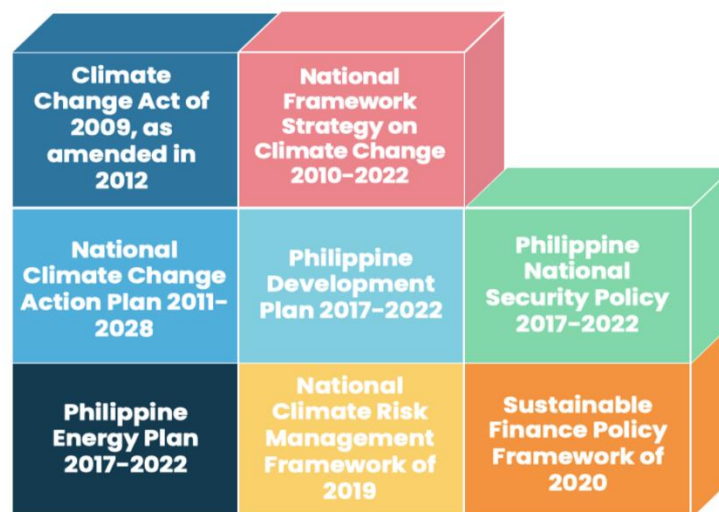 Climate
Change Act of
2009, as
amended in
2012
National
Framework
Strategy on
Climate Change
2010-2022
National
Climate Change
Action Plan 2011-
2028
Philippine
Development
Plan 2017-2022
Philippine
National
Security Policy
2017-2022
Philippine
Energy Plan
2017-2022
National
Climate Risk
Management
Framework of
2019
Sustainable
Finance Policy
Framework of
2020